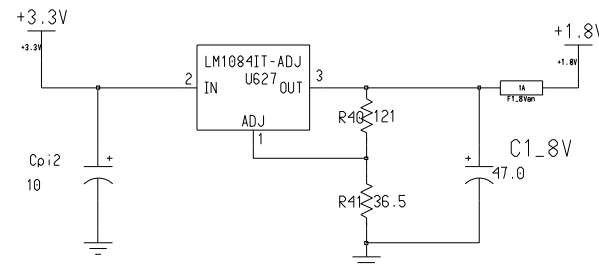 +3.3V
+3.3V
LM1084IT-ADJ
U627
2
IN
OUT
3
ADJ
1
R40
121
R41
36.5
Cpi2
+
10
+
C1_8V
47.0
1A
F1_8Van
+1.8V
+1.8V